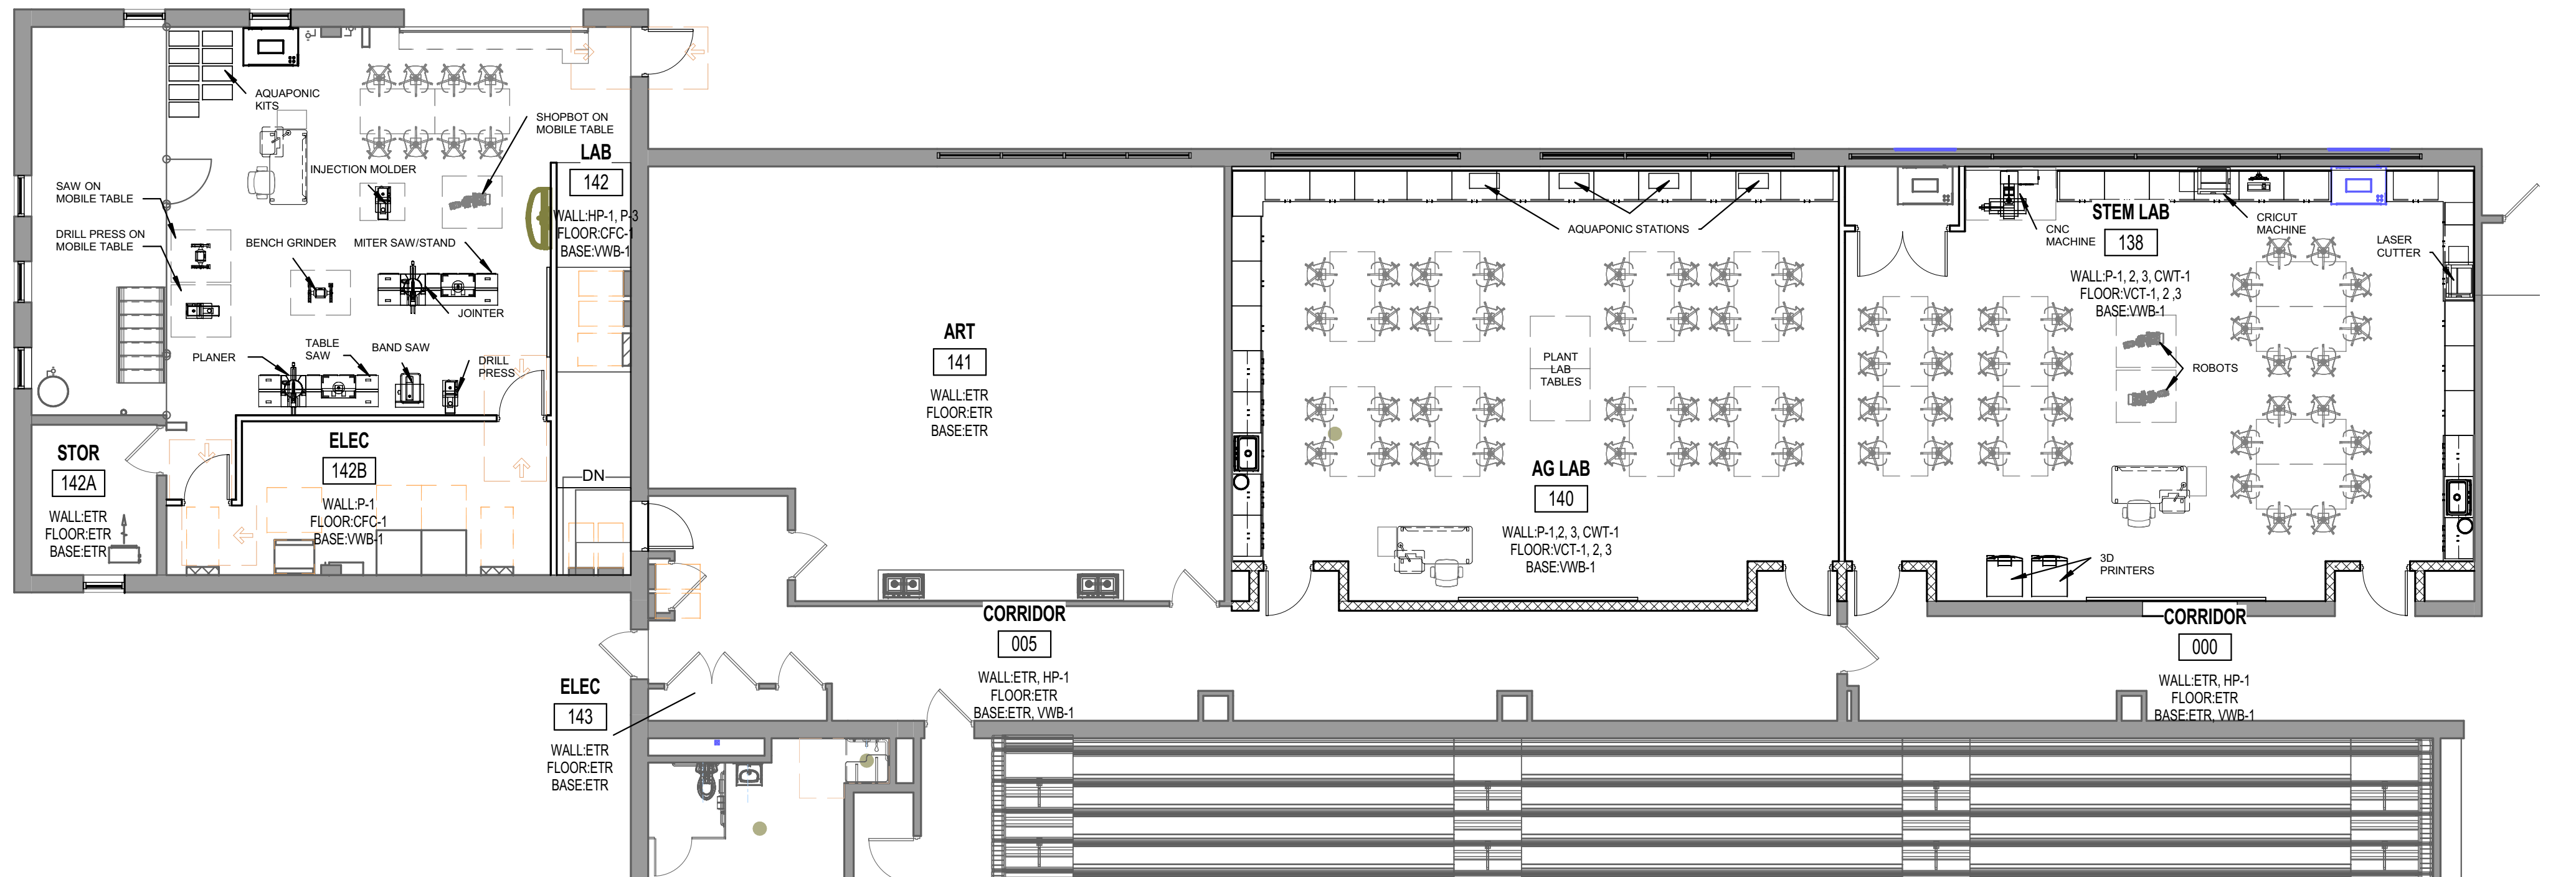 AQUAPONIC
KITS
SHOPBOT ON
MOBILE TABLE
INJECTION MOLDER
LAB
142
WALL:HP-1, P-3
FLOOR:CFC-1
BASE:VWB-1
SAW ON
MOBILE TABLE
DRILL PRESS ON
MOBILE TABLE
BENCH GRINDER
MITER SAW/STAND
JOINTER
PLANER
TABLE
SAW
BAND SAW
DRILL
PRESS
STOR
142A
WALL:ETR
FLOOR:ETR
BASE:ETR
ELEC
142B
WALL:P-1
FLOOR:CFC-1
BASE:VWB-1
DN
ART
141
WALL:ETR
FLOOR:ETR
BASE:ETR
AQUAPONIC STATIONS
PLANT
LAB
TABLES
AG LAB
140
WALL:P-1,2, 3, CWT-1
FLOOR:VCT-1, 2, 3
BASE:VWB-1
STEM LAB
138
WALL:P-1, 2, 3, CWT-1
FLOOR:VCT-1, 2 ,3
BASE:VWB-1
CNC
MACHINE
CRICUT
MACHINE
LASER
CUTTER
ROBOTS
3D
PRINTERS
CORRIDOR
005
WALL:ETR, HP-1
FLOOR:ETR
BASE:ETR, VWB-1
CORRIDOR
000
WALL:ETR, HP-1
FLOOR:ETR
BASE:ETR, VWB-1
ELEC
143
WALL:ETR
FLOOR:ETR
BASE:ETR